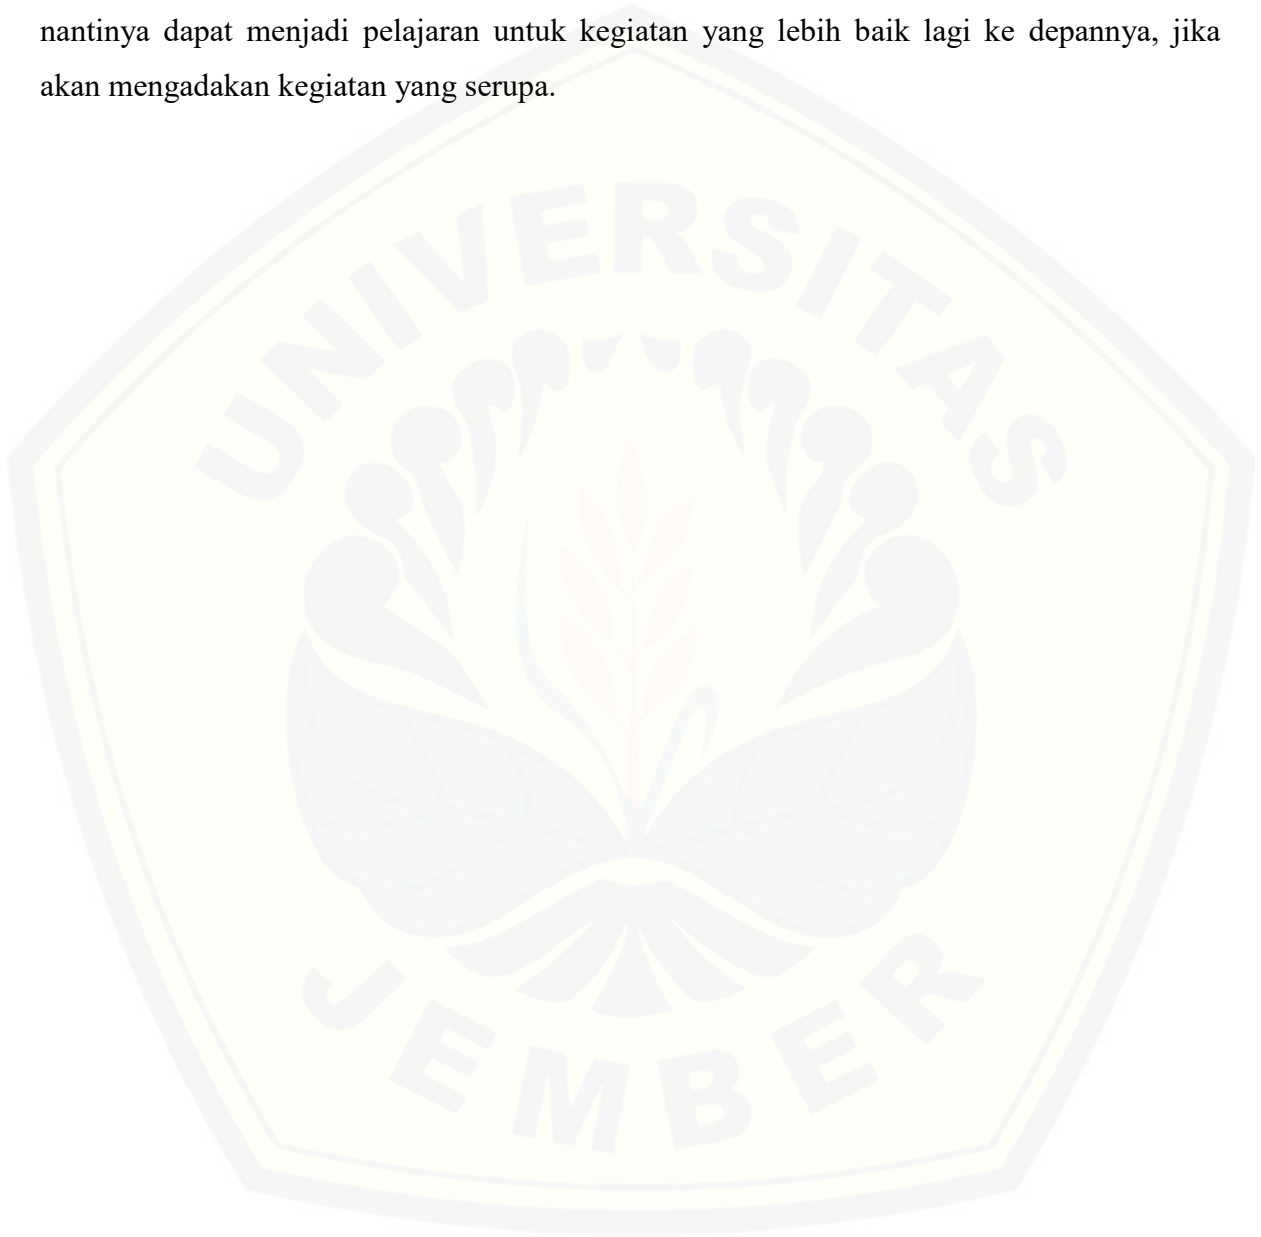 nantinya dapat menjadi pelajaran untuk kegiatan yang lebih baik lagi ke depannya, jika
akan mengadakan kegiatan yang serupa.
UNIVERSITAS
JEMBER